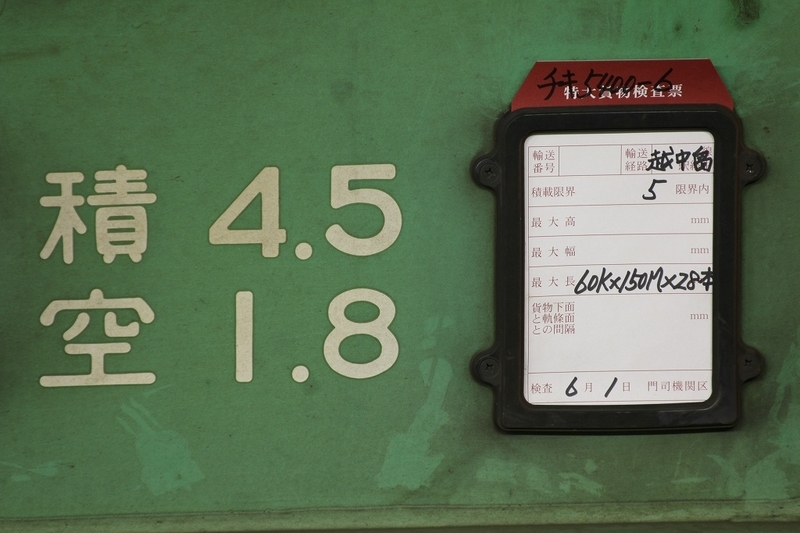 積 4.5
空 1.8
チキ5400-6
特大貨物検査票
輸送番号
輸送経路 越中島
積載限界 5 限界内
最大高 mm
最大幅 mm
最大長 60K×150M×28本
貨物下面
と軌條面 mm
との間隔
検査 6月1日 門司機関区